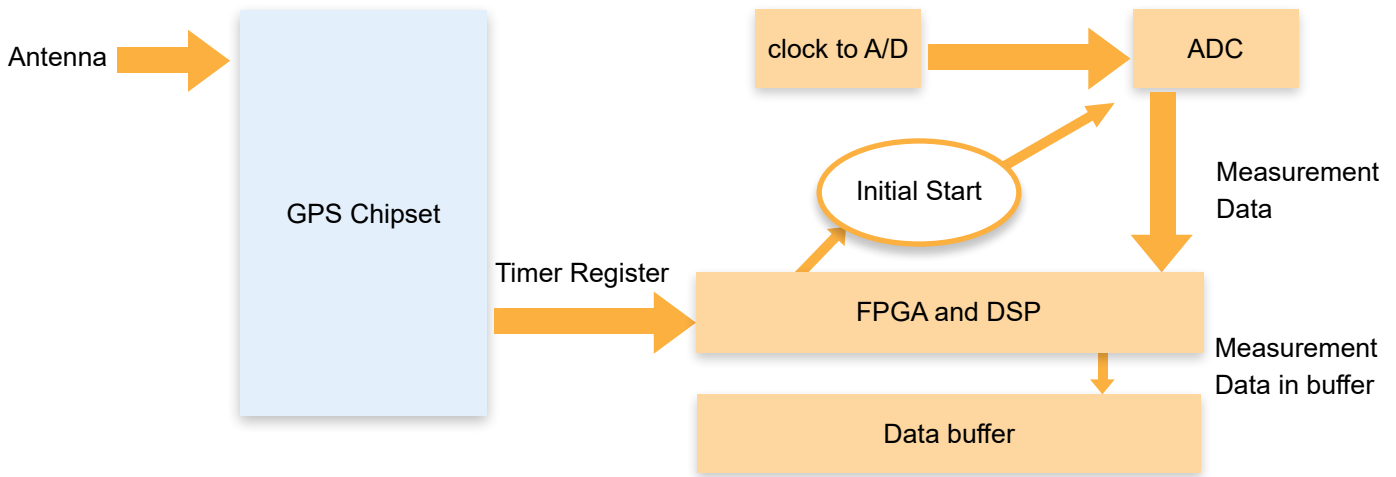 Antenna
GPS Chipset
Timer Register
clock to A/D
ADC
Initial Start
Measurement
Data
FPGA and DSP
Measurement
Data in buffer
Data buffer